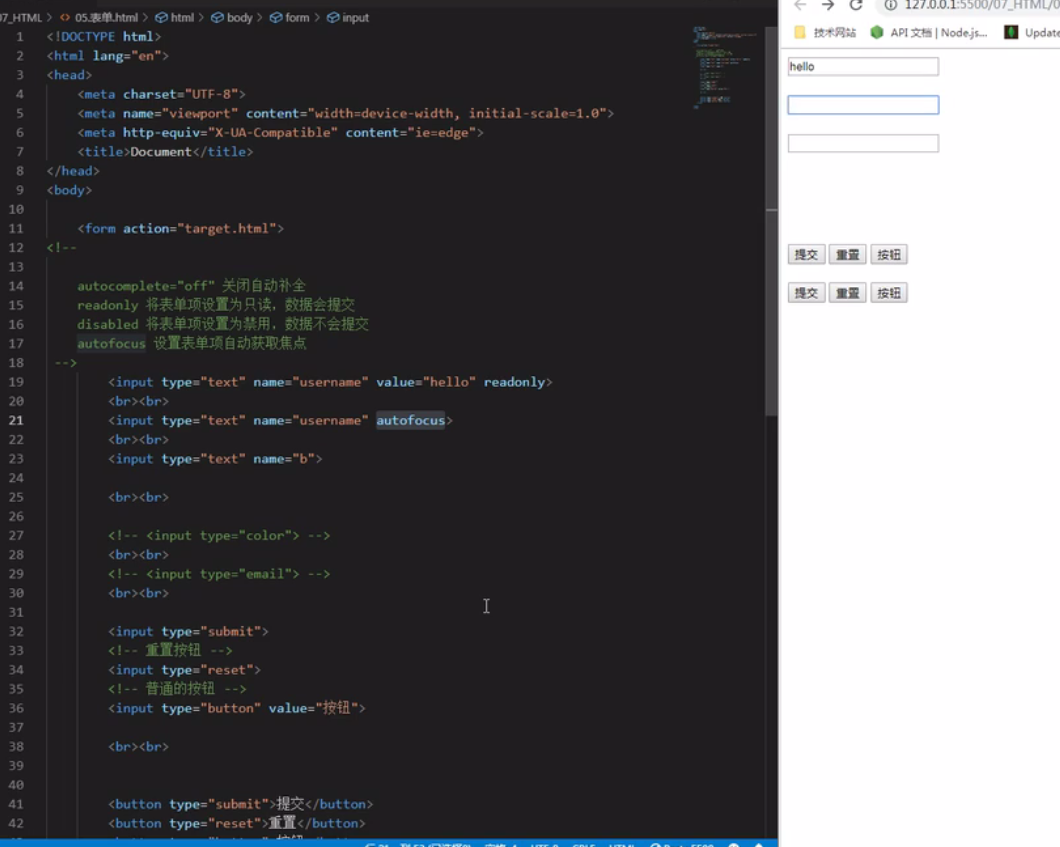 07_HTML > <> 05.表单.html > html > body > form > input
1 <!DOCTYPE html>
2 <html lang="en">
3 <head>
4 <meta charset="UTF-8">
5 <meta name="viewport" content="width=device-width, initial-scale=1.0">
6 <meta http-equiv="X-UA-Compatible" content="ie=edge">
7 <title>Document</title>
8 </head>
9 <body>
10
11 <form action="target.html">
12 <!--
13
14 autocomplete="off" 关闭自动补全
15 readonly 将表单项设置为只读，数据会提交
16 disabled 将表单项设置为禁用，数据不会提交
17 autofocus 设置表单项自动获取焦点
18 -->
19 <input type="text" name="username" value="hello" readonly>
20 <br><br>
21 <input type="text" name="username" autofocus>
22 <br><br>
23 <input type="text" name="b">
24
25 <br><br>
26
27 <!-- <input type="color"> -->
28 <br><br>
29 <!-- <input type="email"> -->
30 <br><br>
31
32 <input type="submit">
33 <!-- 重置按钮 -->
34 <input type="reset">
35 <!-- 普通的按钮 -->
36 <input type="button" value="按钮">
37
38 <br><br>
39
40
41 <button type="submit">提交</button>
42 <button type="reset">重置</button>
127.0.0.1:5500/07_HTML/0
技术网站 API 文档 | Node.js... Update
hello
提交 重置 按钮
提交 重置 按钮